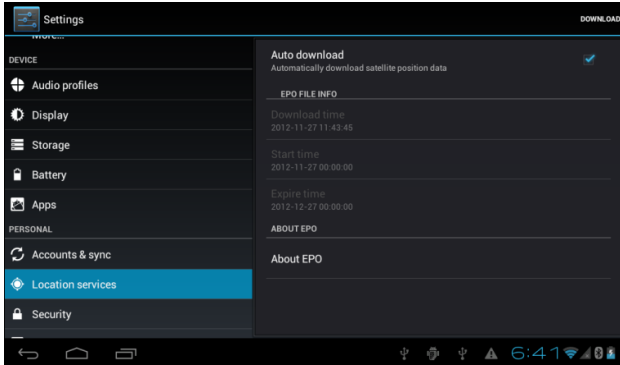 Settings
DOWNLOAD
More...
DEVICE
Audio profiles
Display
Storage
Battery
Apps
PERSONAL
Accounts & sync
Location services
Security
Auto download
Automatically download satellite position data
EPO FILE INFO
Download time
2012-11-27 11:43:45
Start time
2012-11-27 00:00:00
Expire time
2012-12-27 00:00:00
ABOUT EPO
About EPO
6:41